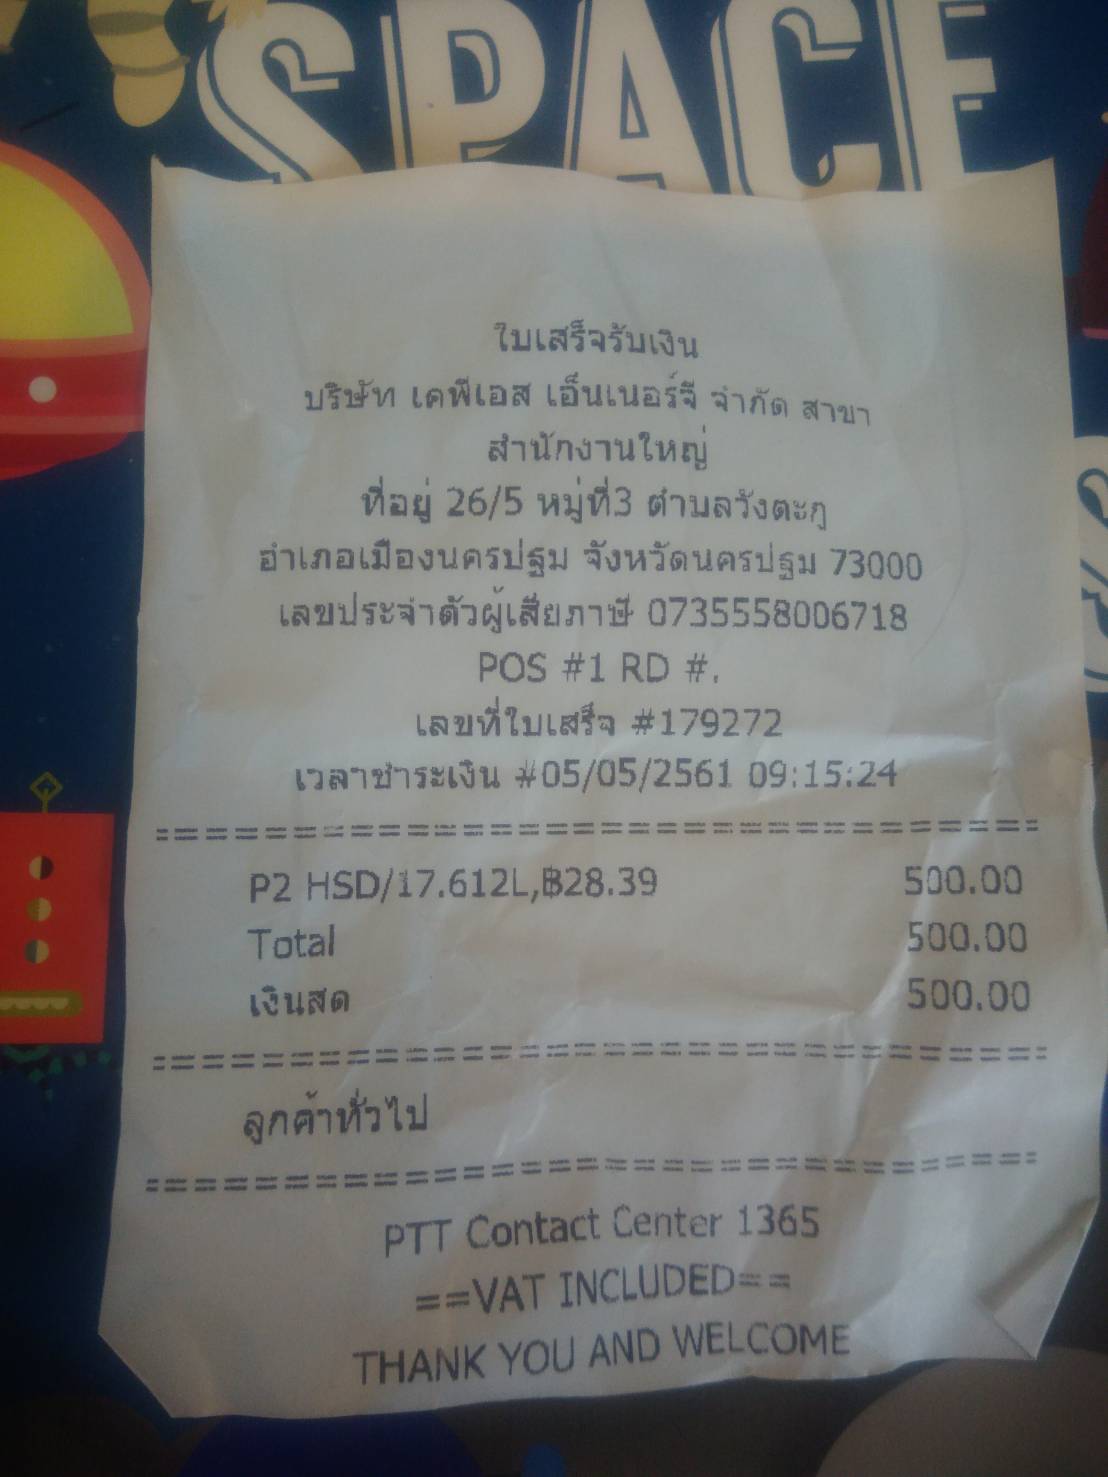 SPACE
ใบเสร็จรับเงิน
บริษัท เคพีเอส เอ็นเนอร์จี จำกัด สาขา
สำนักงานใหญ่
ที่อยู่ 26/5 หมู่ที่3 ตำบลวังตะกู
อำเภอเมืองนครปฐม จังหวัดนครปฐม 73000
เลขประจำตัวผู้เสียภาษี 0735558006718
POS #1 RD #.
เลขที่ใบเสร็จ #179272
เวลาชำระเงิน #05/05/2561 09:15:24
P2 HSD/17.612L,฿28.39 500.00
Total 500.00
เงินสด 500.00
ลูกค้าทั่วไป
PTT Contact Center 1365
==VAT INCLUDED==
THANK YOU AND WELCOME